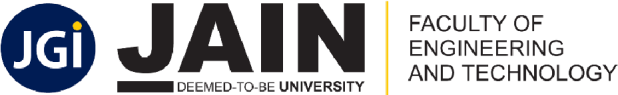 JGi
JAIN
DEEMED-TO-BE UNIVERSITY
FACULTY OF
ENGINEERING
AND TECHNOLOGY